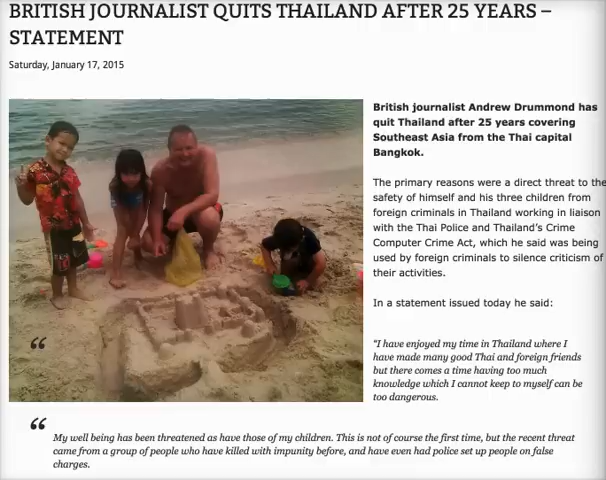 BRITISH JOURNALIST QUITS THAILAND AFTER 25 YEARS –
STATEMENT
Saturday, January 17, 2015
British journalist Andrew Drummond has
quit Thailand after 25 years covering
Southeast Asia from the Thai capital
Bangkok.
The primary reasons were a direct threat to the
safety of himself and his three children from
foreign criminals in Thailand working in liaison
with the Thai Police and Thailand's Crime
Computer Crime Act, which he said was being
used by foreign criminals to silence criticism of
their activities.
In a statement issued today he said:
“
"I have enjoyed my time in Thailand where I
have made many good Thai and foreign friends
but there comes a time having too much
knowledge which I cannot keep to myself can be
too dangerous.
“
My well being has been threatened as have those of my children. This is not of course the first time, but the recent threat
came from a group of people who have killed with impunity before, and have even had police set up people on false
charges.